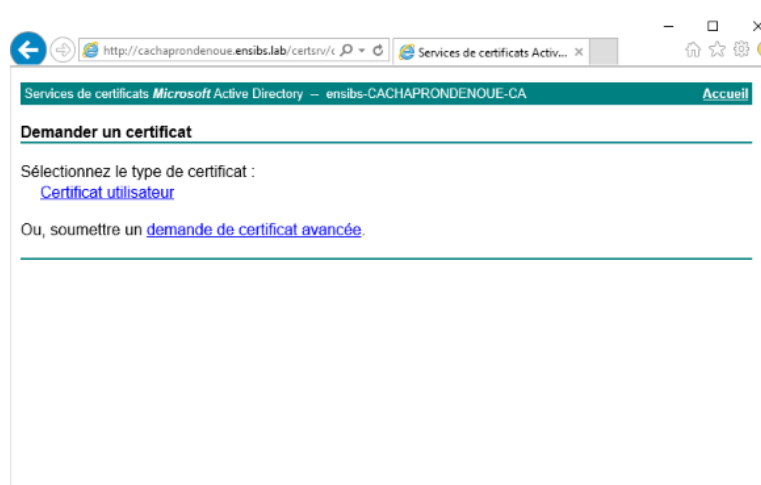 http://cachaprondenoue.ensibs.lab/certsrv/c
Services de certificats Activ...
Services de certificats Microsoft Active Directory -- ensibs-CACHAPRONDENOUE-CA Accueil
Demander un certificat
Sélectionnez le type de certificat :
Certificat utilisateur
Ou, soumettre un demande de certificat avancée.